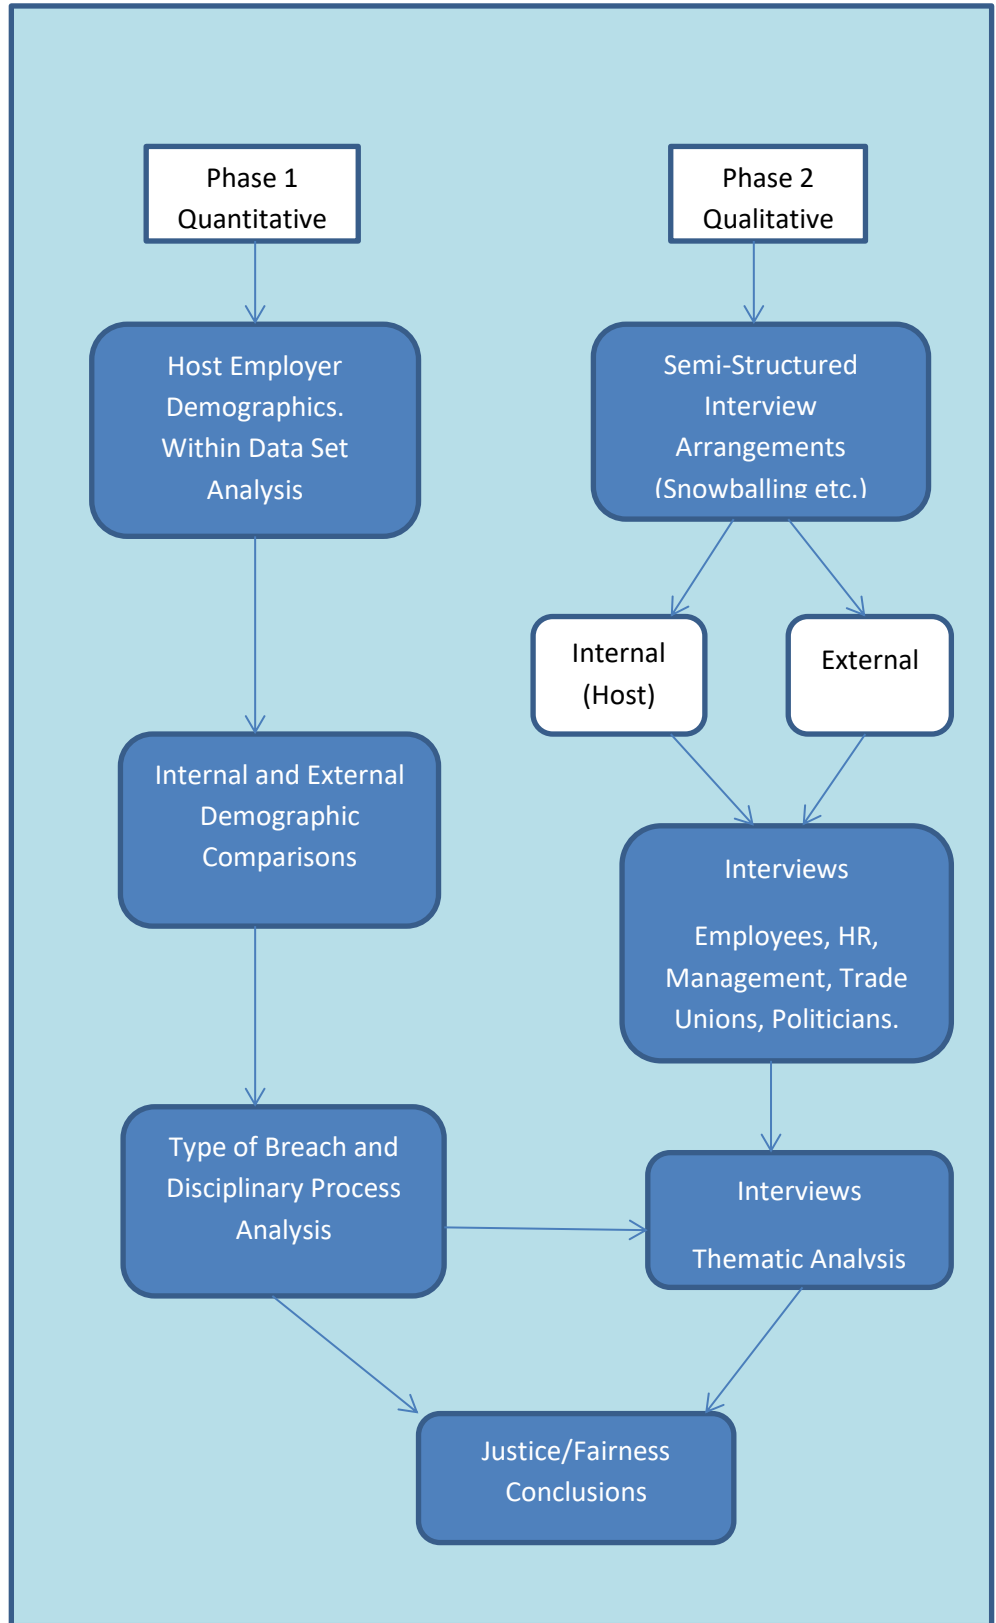 Phase 1
Quantitative
Phase 2
Qualitative
Host Employer
Demographics.
Within Data Set
Analysis
Semi-Structured
Interview
Arrangements
(Snowballing etc.)
Internal
(Host)
External
Internal and External
Demographic
Comparisons
Interviews
Employees, HR,
Management, Trade
Unions, Politicians.
Type of Breach and
Disciplinary Process
Analysis
Interviews
Thematic Analysis
Justice/Fairness
Conclusions